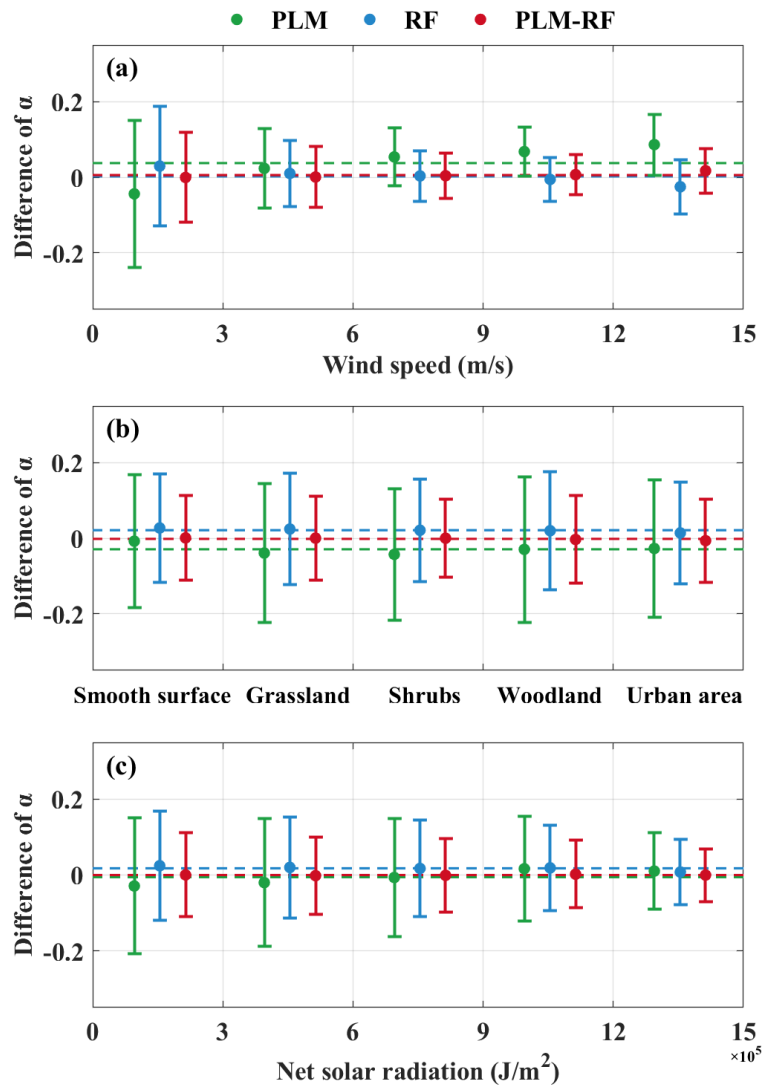 PLM RF PLM-RF
(a)
Difference of α
0.2
0
-0.2
0 3 6 9 12 15
Wind speed (m/s)
(b)
Difference of α
0.2
0
-0.2
Smooth surface Grassland Shrubs Woodland Urban area
(c)
Difference of α
0.2
0
-0.2
0 3 6 9 12 15
×10⁵
Net solar radiation (J/m²)